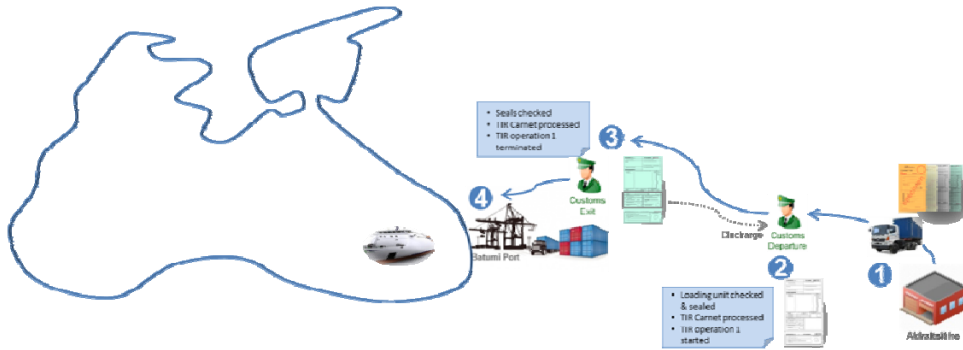 • Seals checked
• TIR Carnet processed
• TIR operation 1
terminated
3
4
Customs
Exit
Batumi Port
Discharge
Customs
Departure
2
1
• Loading unit checked
& sealed
• TIR Carnet processed
• TIR operation 1
started